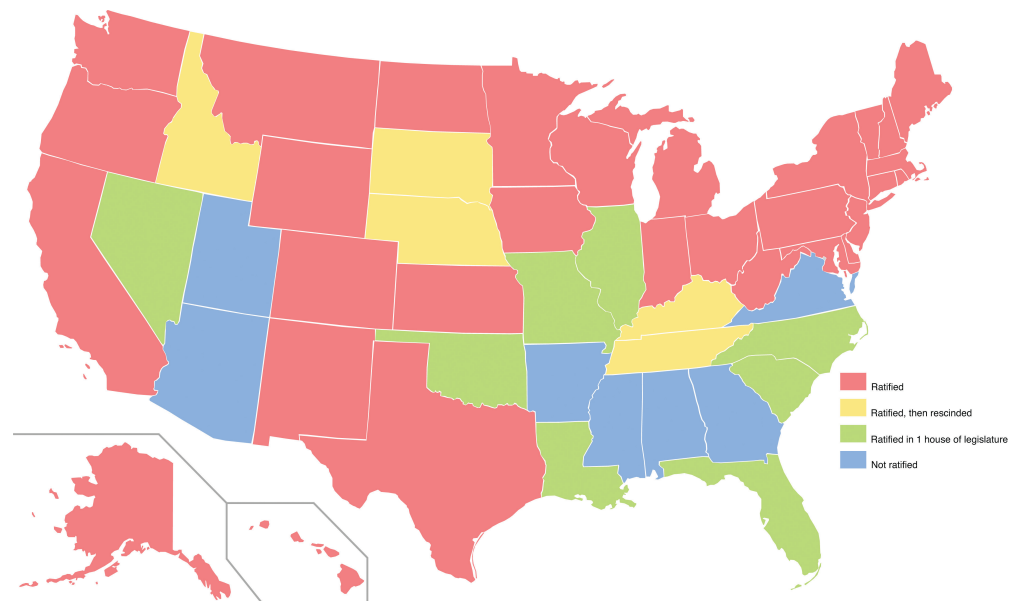 Ratified
Ratified, then rescinded
Ratified in 1 house of legislature
Not ratified